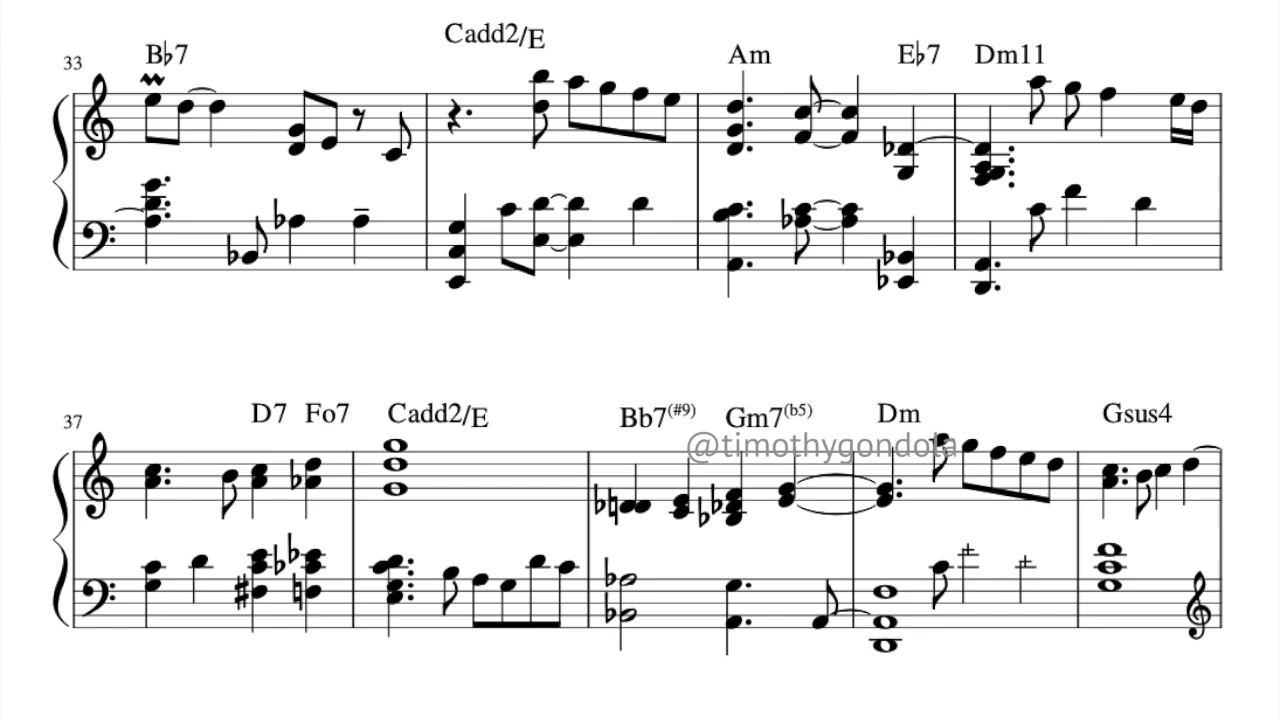 33 B♭7 Cadd2/E Am E♭7 Dm11
37 D7 Fo7 Cadd2/E Bb7(#9) Gm7(b5) Dm Gsus4
@timothygondola